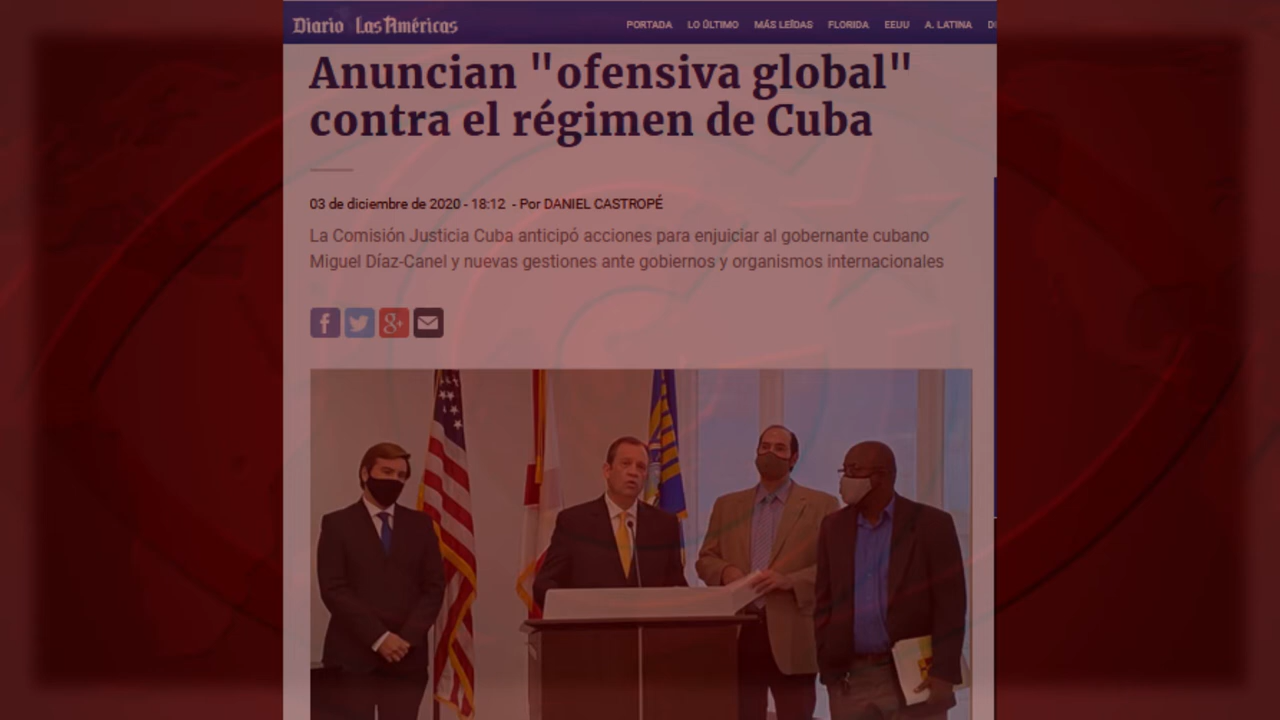 Diario Las Américas
PORTADA LO ÚLTIMO MÁS LEÍDAS FLORIDA EEUU A. LATINA
Anuncian "ofensiva global"
contra el régimen de Cuba
03 de diciembre de 2020 - 18:12 - Por DANIEL CASTROPÉ
La Comisión Justicia Cuba anticipó acciones para enjuiciar al gobernante cubano
Miguel Díaz-Canel y nuevas gestiones ante gobiernos y organismos internacionales